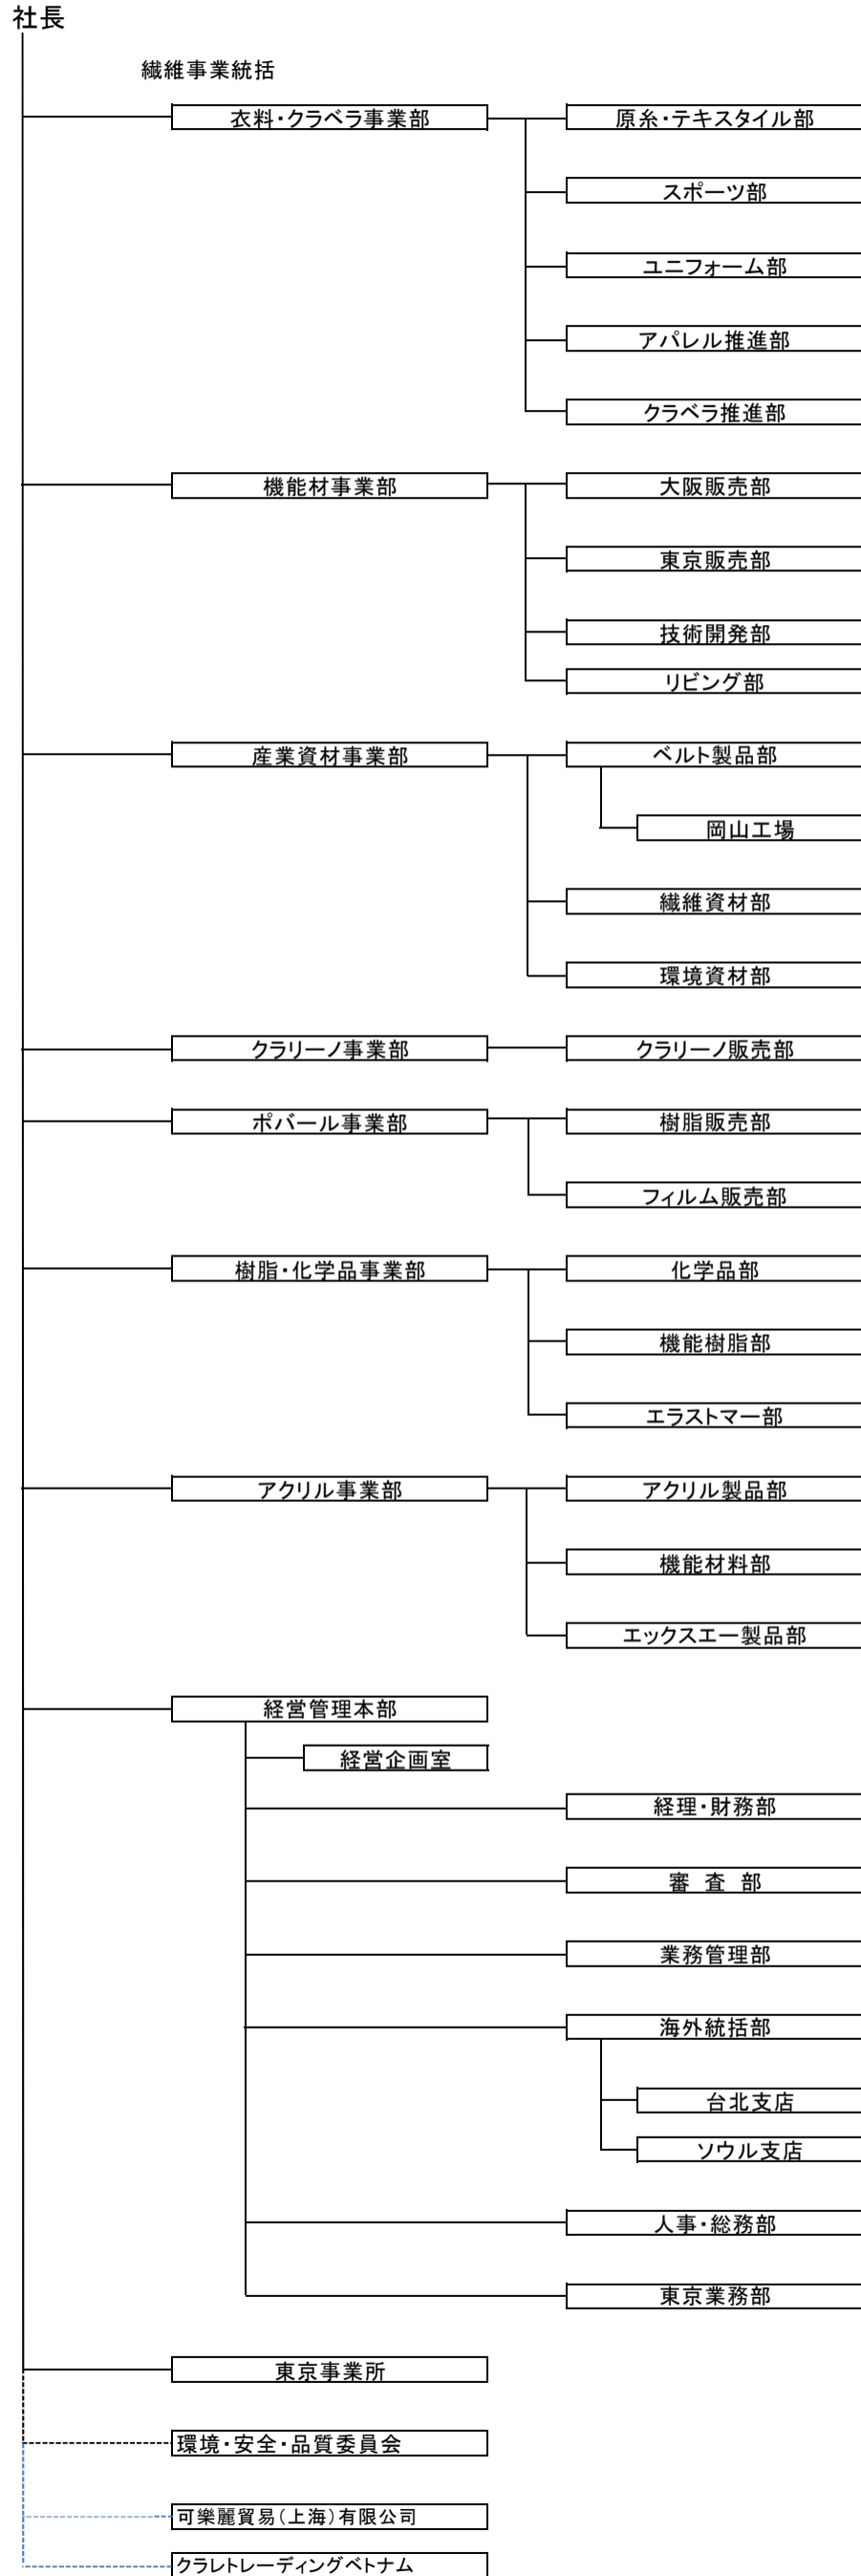 社長
繊維事業統括
衣料・クラベラ事業部
原糸・テキスタイル部
スポーツ部
ユニフォーム部
アパレル推進部
クラベラ推進部
機能材事業部
大阪販売部
東京販売部
技術開発部
リビング部
産業資材事業部
ベルト製品部
岡山工場
繊維資材部
環境資材部
クラリーノ事業部
クラリーノ販売部
ポバール事業部
樹脂販売部
フィルム販売部
樹脂・化学品事業部
化学品部
機能樹脂部
エラストマー部
アクリル事業部
アクリル製品部
機能材料部
エックスエー製品部
経営管理本部
経営企画室
経理・財務部
審　査　部
業務管理部
海外統括部
台北支店
ソウル支店
人事・総務部
東京業務部
東京事業所
環境・安全・品質委員会
可樂麗貿易（上海）有限公司
クラレトレーディングベトナム